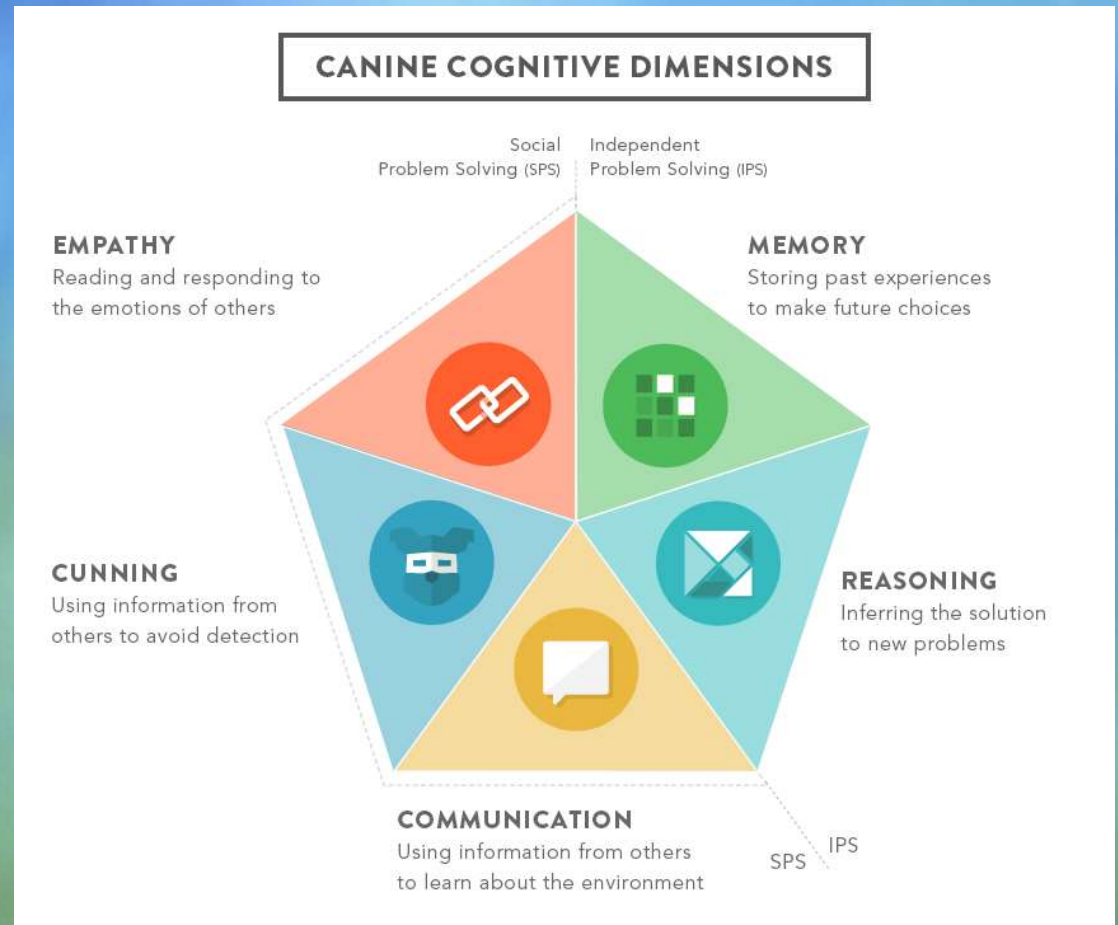 CANINE COGNITIVE DIMENSIONS
Social
Problem Solving (SPS)
Independent
Problem Solving (IPS)
EMPATHY
Reading and responding to
the emotions of others
MEMORY
Storing past experiences
to make future choices
CUNNING
Using information from
others to avoid detection
REASONING
Inferring the solution
to new problems
COMMUNICATION
Using information from others
to learn about the environment
SPS
IPS